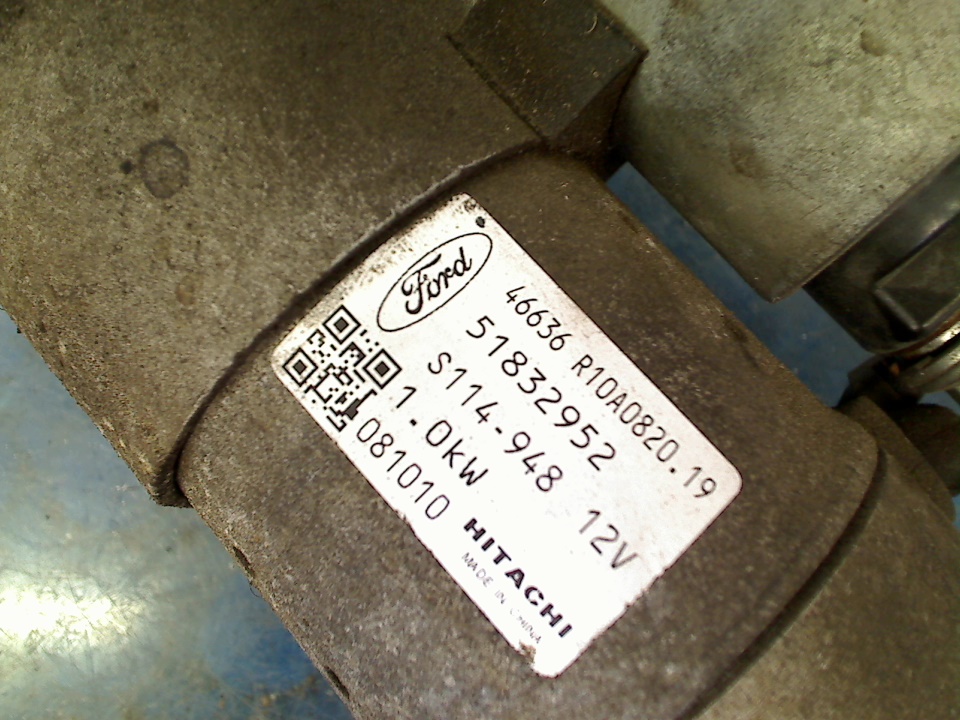 Ford
46636 R10A0820.19
51832952
S114-948 12V
1.0kW
081010
HITACHI
MADE IN CHINA